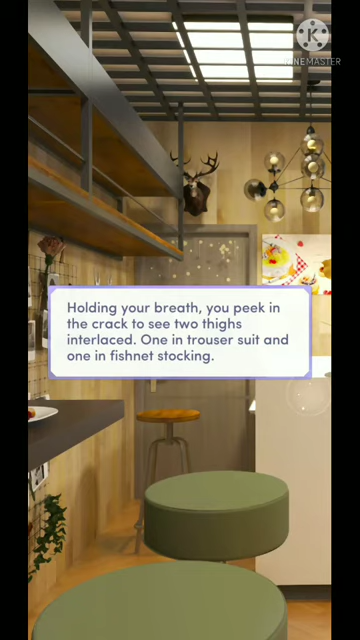 KINEMASTER
Holding your breath, you peek in
the crack to see two thighs
interlaced. One in trouser suit and
one in fishnet stocking.